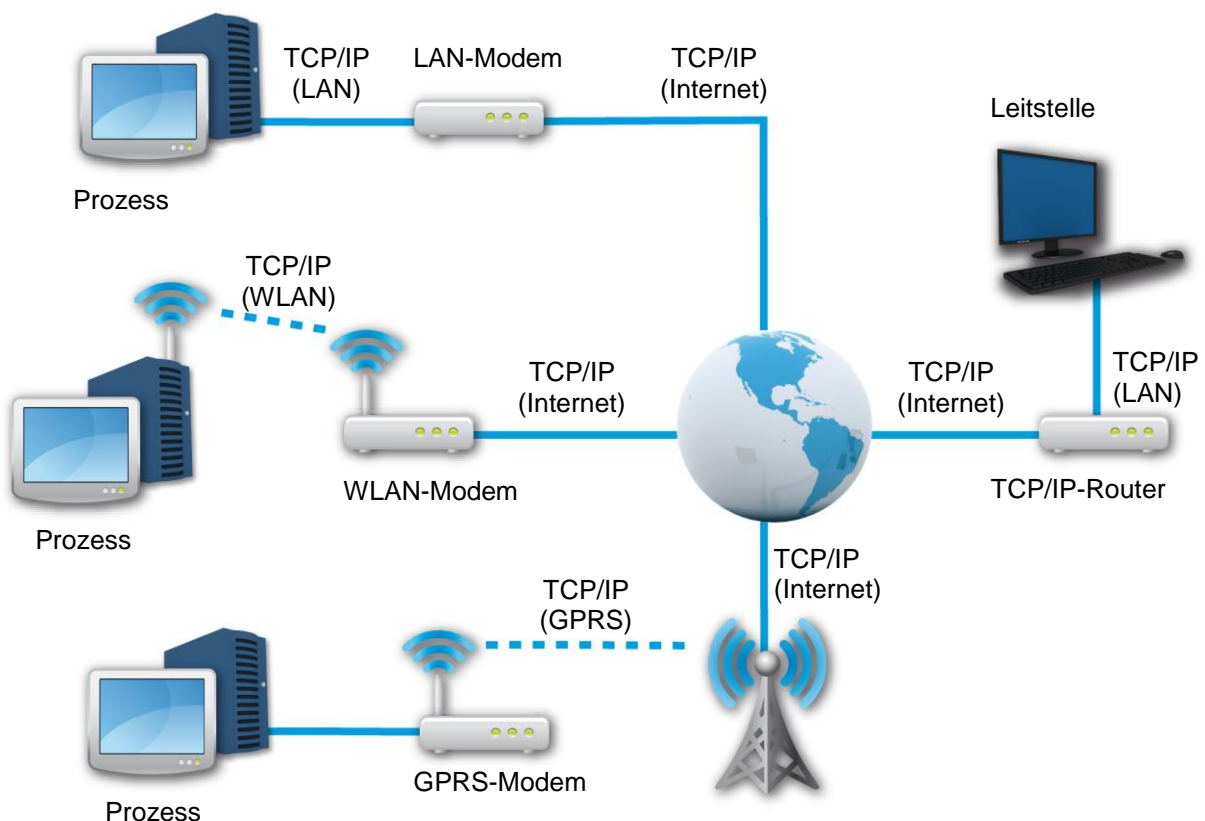 TCP/IP
(LAN)
LAN-Modem
TCP/IP
(Internet)
Leitstelle
Prozess
TCP/IP
(WLAN)
TCP/IP
(Internet)
TCP/IP
(Internet)
TCP/IP
(LAN)
WLAN-Modem
TCP/IP-Router
Prozess
TCP/IP
(Internet)
TCP/IP
(GPRS)
GPRS-Modem
Prozess